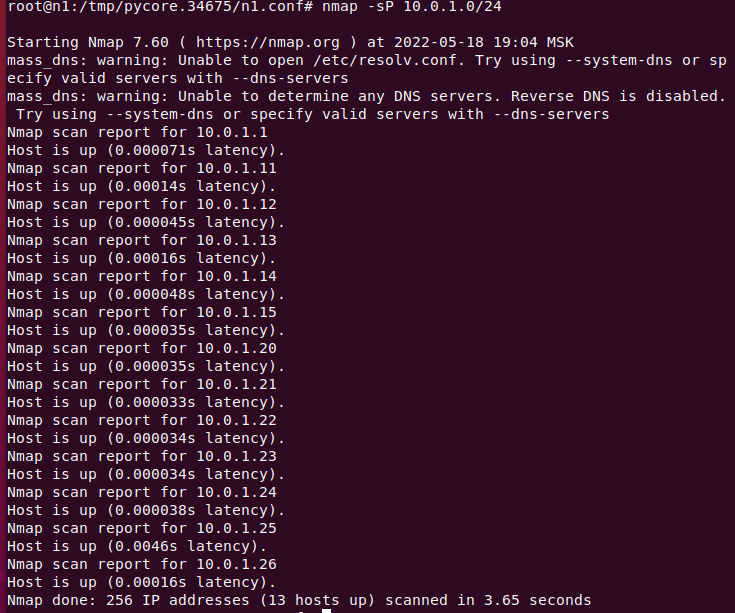 root@n1:/tmp/pycore.34675/n1.conf# nmap -sP 10.0.1.0/24
Starting Nmap 7.60 ( https://nmap.org ) at 2022-05-18 19:04 MSK
mass_dns: warning: Unable to open /etc/resolv.conf. Try using --system-dns or sp
ecify valid servers with --dns-servers
mass_dns: warning: Unable to determine any DNS servers. Reverse DNS is disabled.
 Try using --system-dns or specify valid servers with --dns-servers
Nmap scan report for 10.0.1.1
Host is up (0.000071s latency).
Nmap scan report for 10.0.1.11
Host is up (0.00014s latency).
Nmap scan report for 10.0.1.12
Host is up (0.000045s latency).
Nmap scan report for 10.0.1.13
Host is up (0.00016s latency).
Nmap scan report for 10.0.1.14
Host is up (0.000048s latency).
Nmap scan report for 10.0.1.15
Host is up (0.000035s latency).
Nmap scan report for 10.0.1.20
Host is up (0.000035s latency).
Nmap scan report for 10.0.1.21
Host is up (0.000033s latency).
Nmap scan report for 10.0.1.22
Host is up (0.000034s latency).
Nmap scan report for 10.0.1.23
Host is up (0.000034s latency).
Nmap scan report for 10.0.1.24
Host is up (0.000038s latency).
Nmap scan report for 10.0.1.25
Host is up (0.0046s latency).
Nmap scan report for 10.0.1.26
Host is up (0.00016s latency).
Nmap done: 256 IP addresses (13 hosts up) scanned in 3.65 seconds